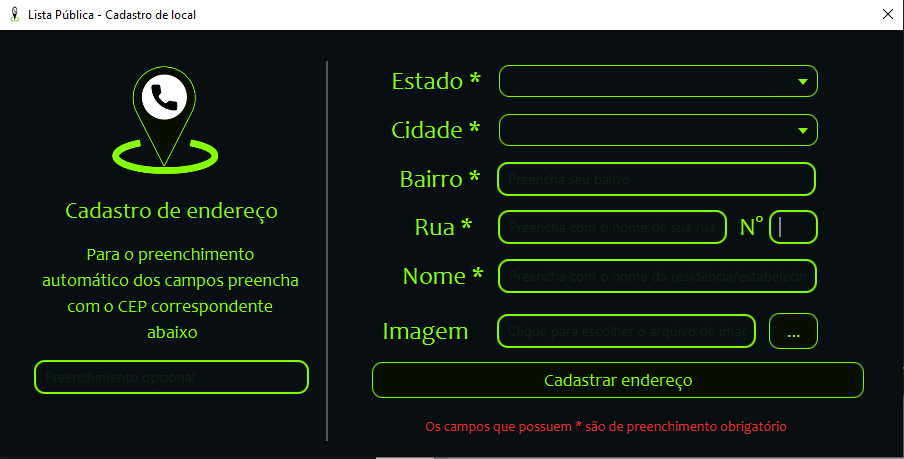 Lista Pública - Cadastro de local
Cadastro de endereço
Para o preenchimento
automático dos campos preencha
com o CEP correspondente
abaixo
Preenchimento opcional
Estado *
Cidade *
Bairro * Preencha seu bairro
Rua * Preencha com o nome de sua rua N°
Nome * Preencha com o nome da residência/estabelecin
Imagem Clique para escolher o arquivo de imag ...
Cadastrar endereço
Os campos que possuem * são de preenchimento obrigatório